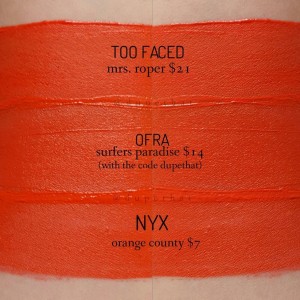 TOO FACED
mrs. roper $21
OFRA
surfers paradise $14
(with the code dupethat)
NYX
orange county $7